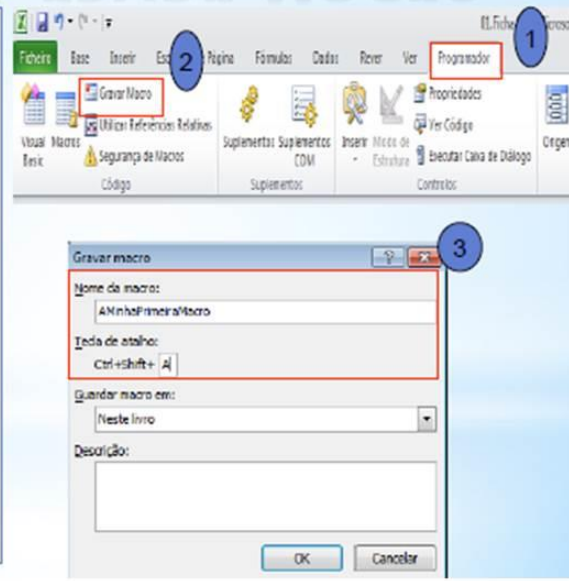 1
2
Ficheiro Base Inserir Página Fórmulas Dados Rever Ver Programador
Gravar Macro
Utilizar Referências Relativas
Segurança de Macros
Visual Basic
Macros
Código
Suplementos
Suplementos COM
Suplementos
Inserir
Modo de Estrutura
Propriedades
Ver Código
Executar Caixa de Diálogo
Controlos
3
Gravar macro
Nome da macro:
AMinhaPrimeiraMacro
Tecla de atalho:
Ctrl+Shift+ A
Guardar macro em:
Neste livro
Descrição:
OK Cancelar